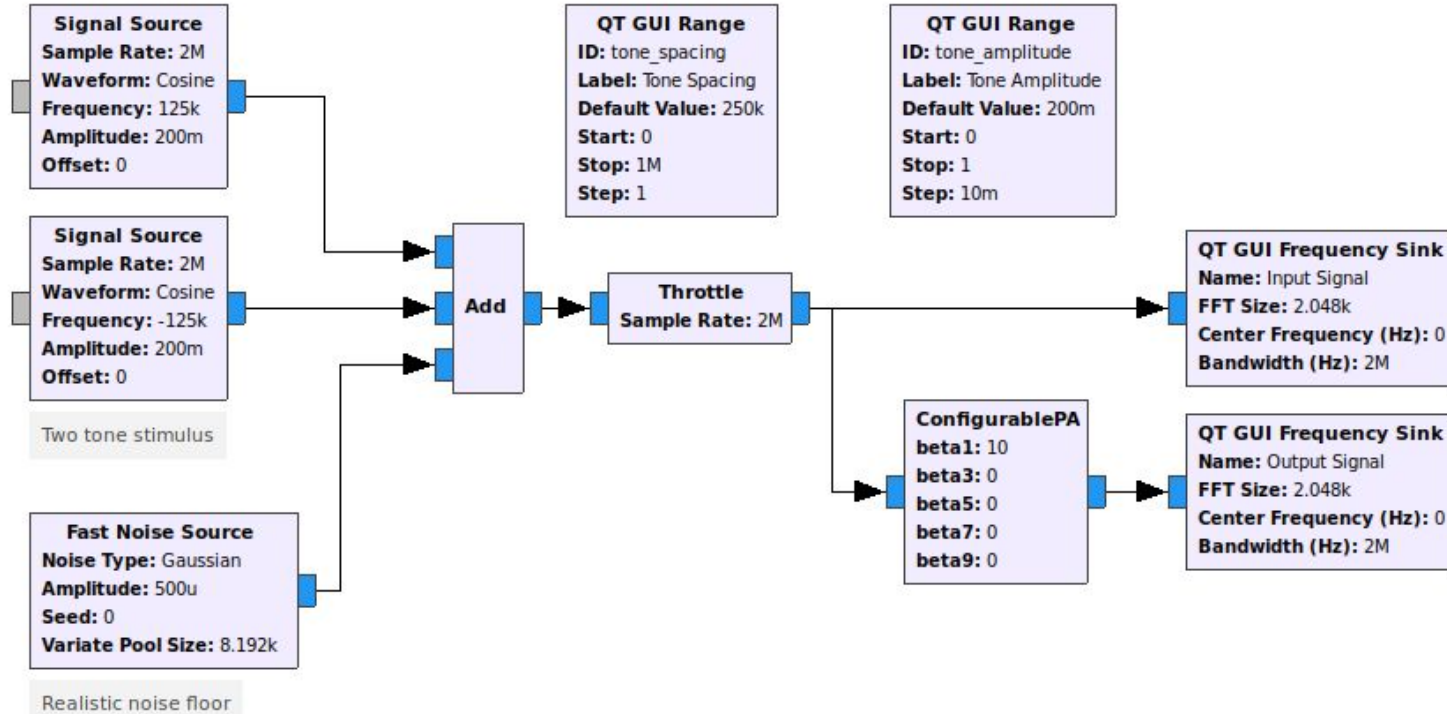 Signal Source
Sample Rate: 2M
Waveform: Cosine
Frequency: 125k
Amplitude: 200m
Offset: 0
QT GUI Range
ID: tone_spacing
Label: Tone Spacing
Default Value: 250k
Start: 0
Stop: 1M
Step: 1
QT GUI Range
ID: tone_amplitude
Label: Tone Amplitude
Default Value: 200m
Start: 0
Stop: 1
Step: 10m
Signal Source
Sample Rate: 2M
Waveform: Cosine
Frequency: -125k
Amplitude: 200m
Offset: 0
Two tone stimulus
Add
Throttle
Sample Rate: 2M
QT GUI Frequency Sink
Name: Input Signal
FFT Size: 2.048k
Center Frequency (Hz): 0
Bandwidth (Hz): 2M
ConfigurablePA
beta1: 10
beta3: 0
beta5: 0
beta7: 0
beta9: 0
QT GUI Frequency Sink
Name: Output Signal
FFT Size: 2.048k
Center Frequency (Hz): 0
Bandwidth (Hz): 2M
Fast Noise Source
Noise Type: Gaussian
Amplitude: 500u
Seed: 0
Variate Pool Size: 8.192k
Realistic noise floor